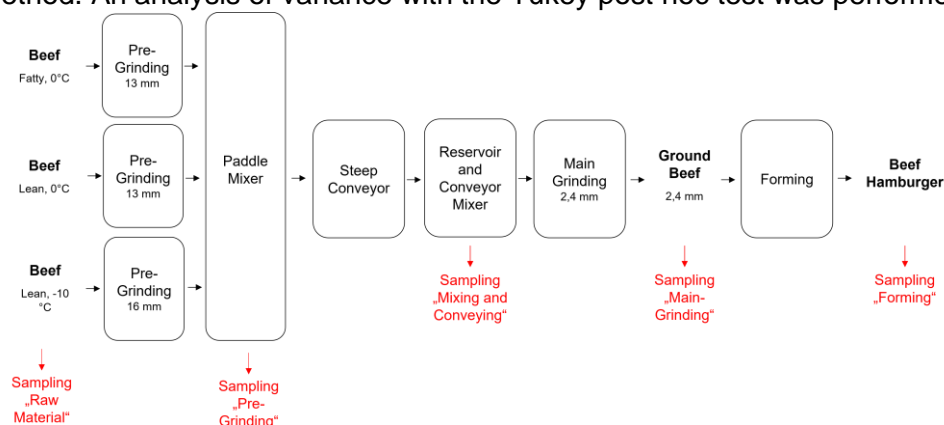 ethod. An analysis of variance with the Tukey post hoc test was performe
Beef
Fatty, 0°C
Pre-
Grinding
13 mm
Beef
Lean, 0°C
Pre-
Grinding
13 mm
Beef
Lean, -10
°C
Pre-
Grinding
16 mm
Paddle
Mixer
Steep
Conveyor
Reservoir
and
Conveyor
Mixer
Main
Grinding
2,4 mm
Ground
Beef
2,4 mm
Forming
Beef
Hamburger
Sampling
„Raw
Material“
Sampling
„Pre-
Grinding“
Sampling
„Mixing and
Conveying“
Sampling
„Main-
Grinding“
Sampling
„Forming“